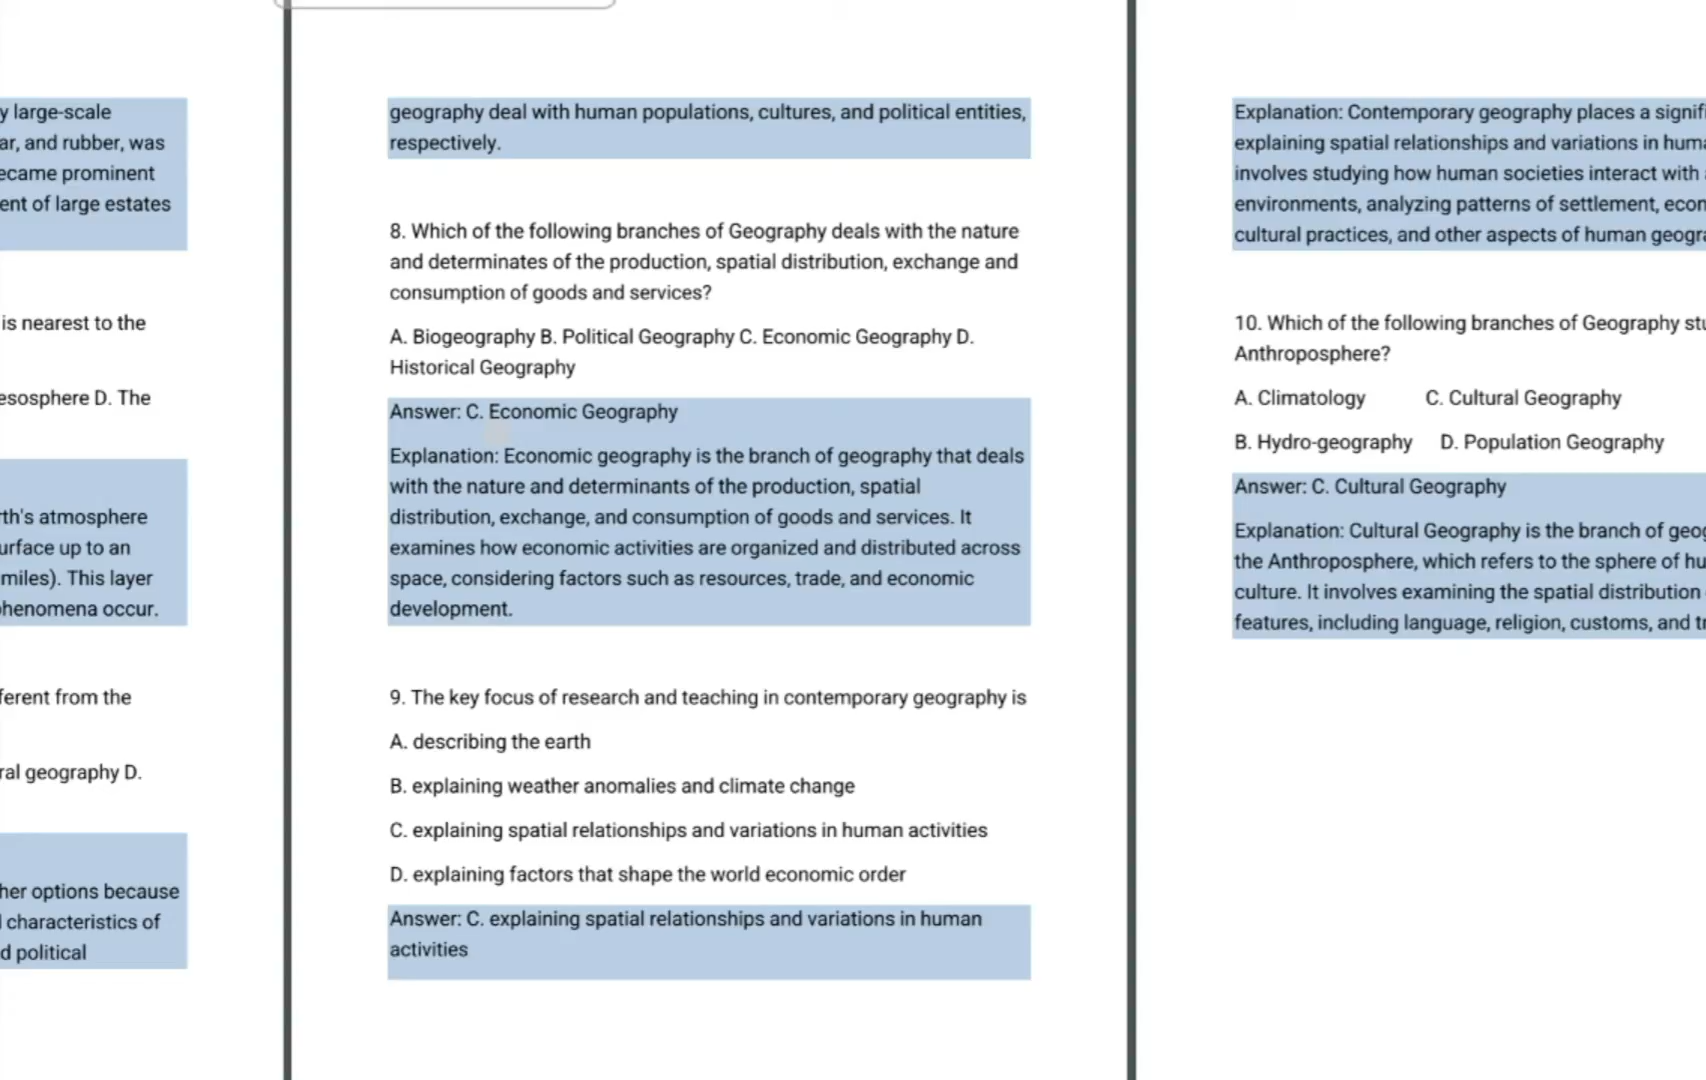 y large-scale
ar, and rubber, was
ecame prominent
ent of large estates
is nearest to the
esosphere D. The
th's atmosphere
urface up to an
miles). This layer
phenomena occur.
ferent from the
ral geography D.
her options because
characteristics of
d political
geography deal with human populations, cultures, and political entities,
respectively.
8. Which of the following branches of Geography deals with the nature
and determinates of the production, spatial distribution, exchange and
consumption of goods and services?
A. Biogeography B. Political Geography C. Economic Geography D.
Historical Geography
Answer: C. Economic Geography
Explanation: Economic geography is the branch of geography that deals
with the nature and determinants of the production, spatial
distribution, exchange, and consumption of goods and services. It
examines how economic activities are organized and distributed across
space, considering factors such as resources, trade, and economic
development.
9. The key focus of research and teaching in contemporary geography is
A. describing the earth
B. explaining weather anomalies and climate change
C. explaining spatial relationships and variations in human activities
D. explaining factors that shape the world economic order
Answer: C. explaining spatial relationships and variations in human
activities
Explanation: Contemporary geography places a signif
explaining spatial relationships and variations in huma
involves studying how human societies interact with
environments, analyzing patterns of settlement, econ
cultural practices, and other aspects of human geogra
10. Which of the following branches of Geography stu
Anthroposphere?
A. Climatology C. Cultural Geography
B. Hydro-geography D. Population Geography
Answer: C. Cultural Geography
Explanation: Cultural Geography is the branch of geog
the Anthroposphere, which refers to the sphere of hu
culture. It involves examining the spatial distribution
features, including language, religion, customs, and tr